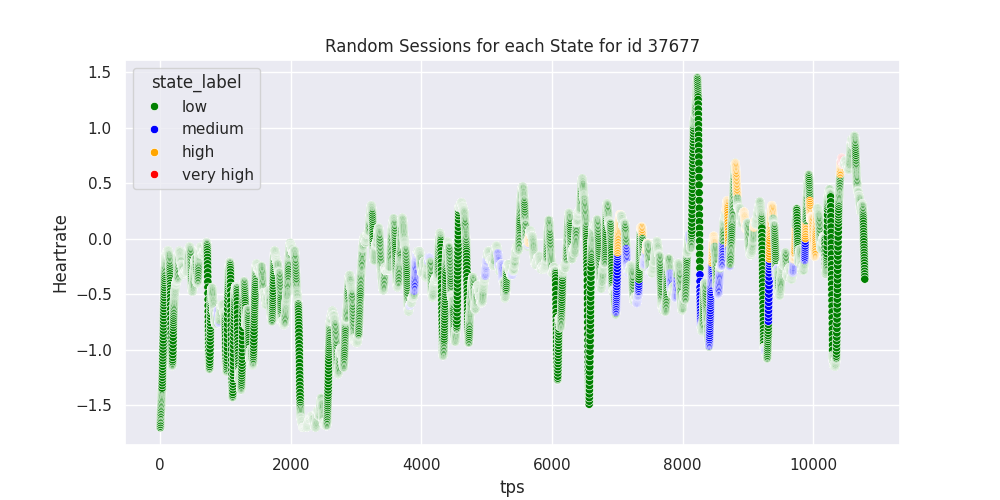 Random Sessions for each State for id 37677
state_label
low
medium
high
very high
1.5
1.0
0.5
0.0
−0.5
−1.0
−1.5
Heartrate
0 2000 4000 6000 8000 10000
tps